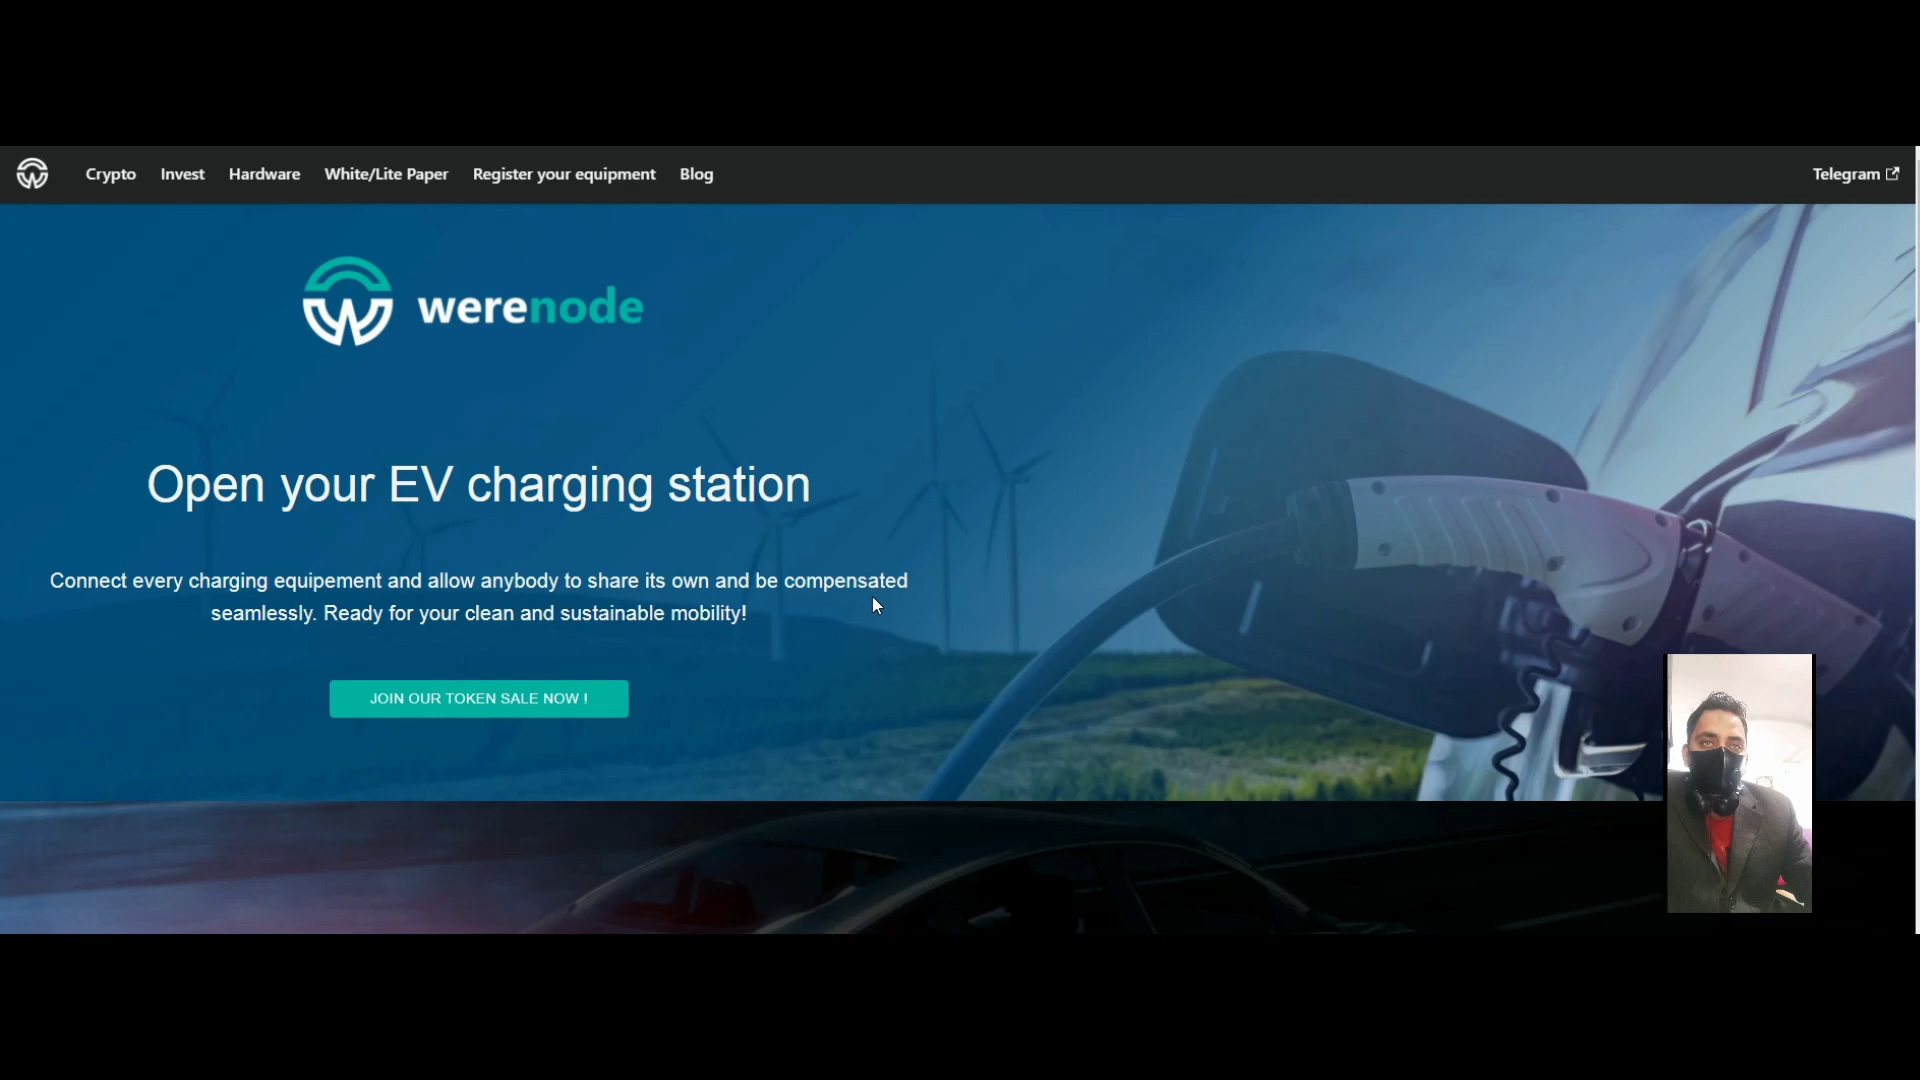 Crypto Invest Hardware White/Lite Paper Register your equipment Blog Telegram
werenode
Open your EV charging station
Connect every charging equipement and allow anybody to share its own and be compensated
seamlessly. Ready for your clean and sustainable mobility!
JOIN OUR TOKEN SALE NOW !